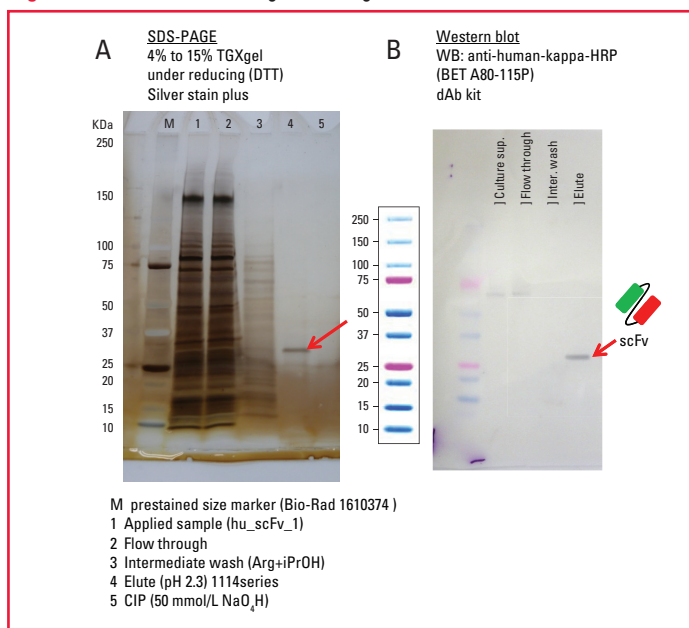 A
SDS-PAGE
4% to 15% TGXgel
under reducing (DTT)
Silver stain plus
KDa M 1 2 3 4 5
250
150
100
75
50
37
25
20
15
10
B
Western blot
WB: anti-human-kappa-HRP
(BET A80-115P)
dAb kit
] Culture sup.
] Flow through
] Inter. wash
] Elute
250
150
100
75
50
37
25
20
15
10
scFv
M prestained size marker (Bio-Rad 1610374 )
1 Applied sample (hu_scFv_1)
2 Flow through
3 Intermediate wash (Arg+iPrOH)
4 Elute (pH 2.3) 1114series
5 CIP (50 mmol/L NaO₄H)